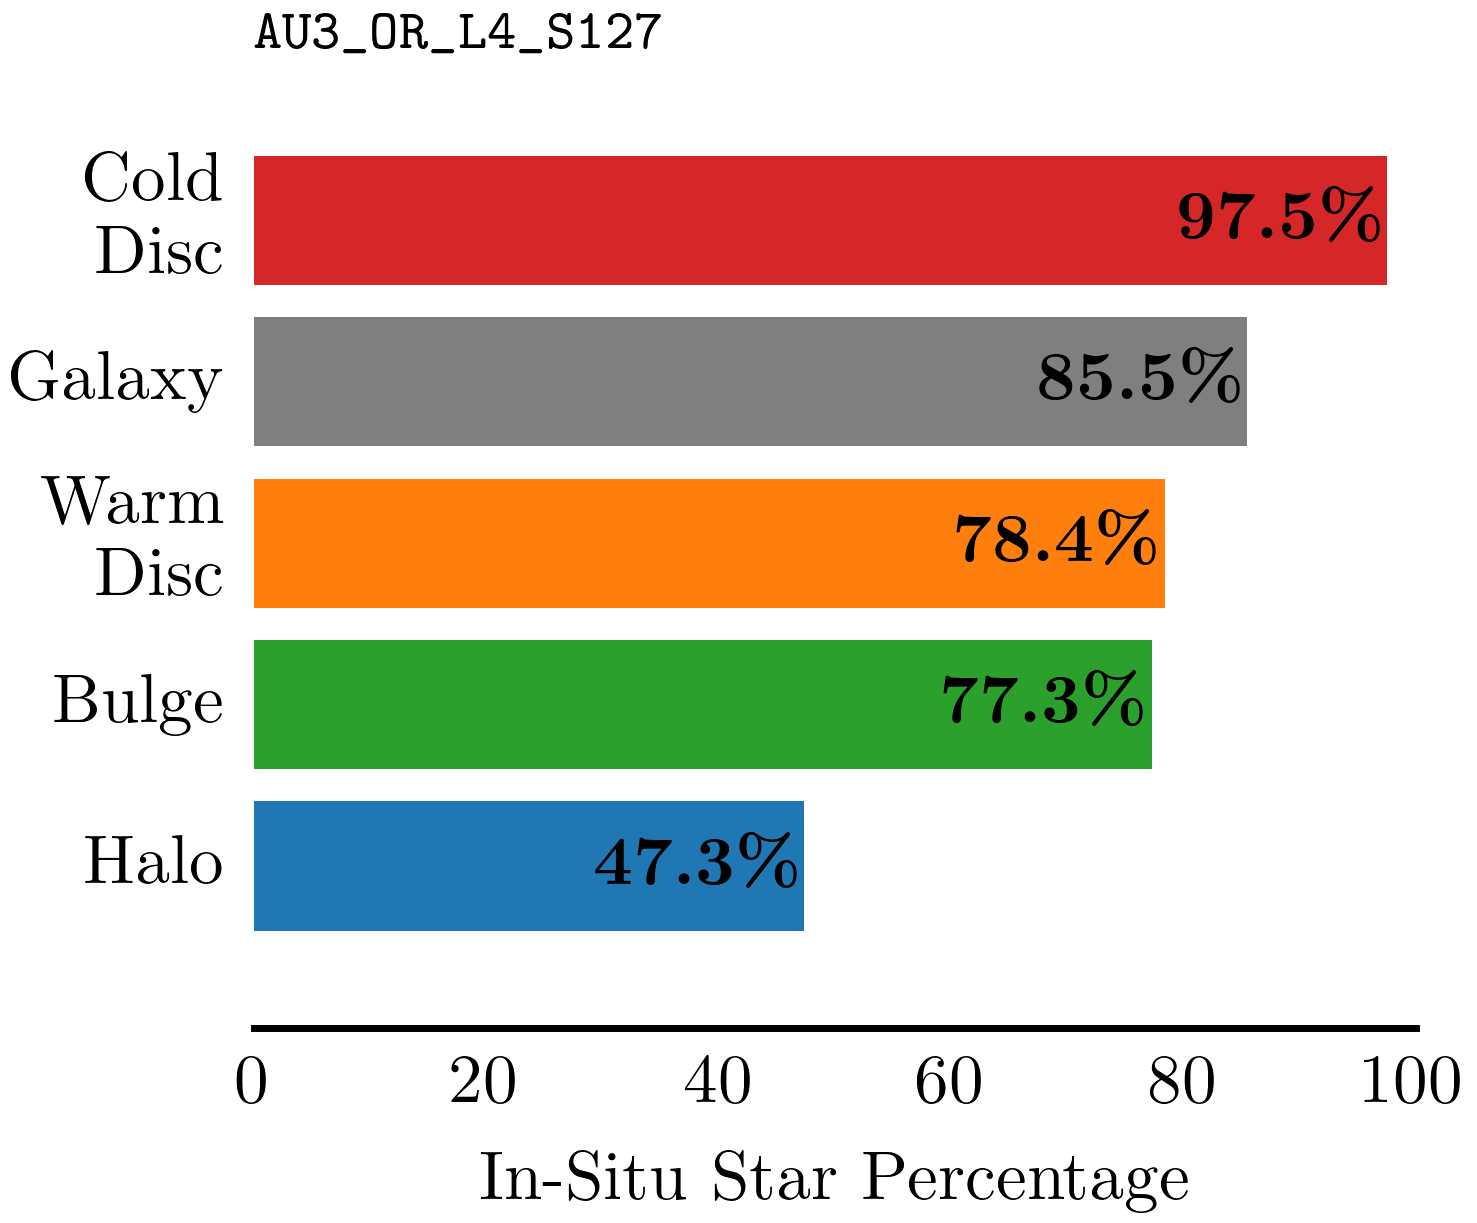 AU3_OR_L4_S127
Cold
Disc
97.5%
Galaxy
85.5%
Warm
Disc
78.4%
Bulge
77.3%
Halo
47.3%
0 20 40 60 80 100
In-Situ Star Percentage